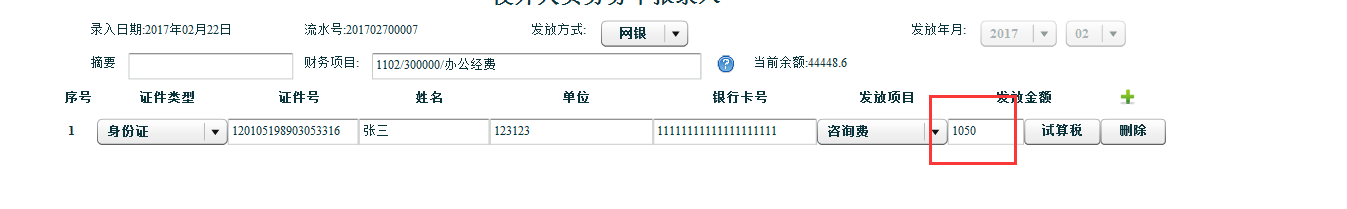 录入日期:2017年02月22日 流水号:201702700007 发放方式: 网银 发放年月: 2017 02
摘要 财务项目: 1102/300000/办公经费 当前余额:44448.6
序号 证件类型 证件号 姓名 单位 银行卡号 发放项目 发放金额
1 身份证 120105198903053316 张三 123123 11111111111111111111 咨询费 1050 试算税 删除